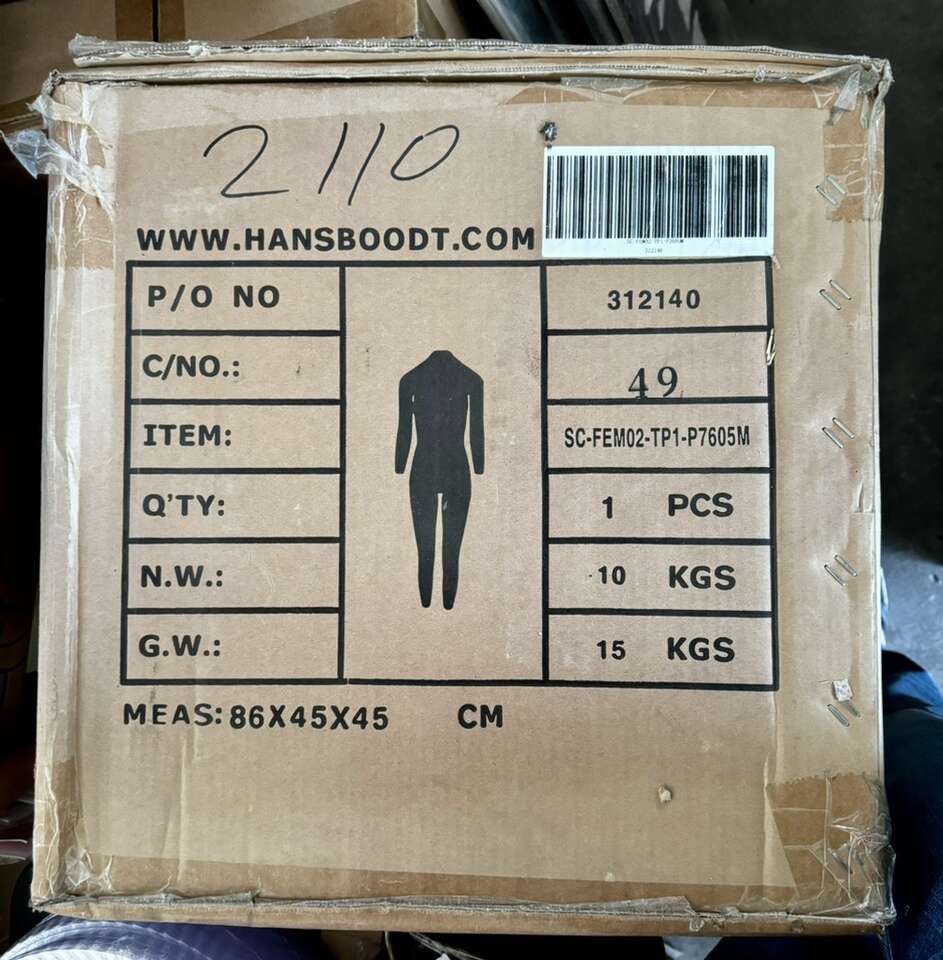 2110
WWW.HANSBOODT.COM
P/O NO 312140
C/NO.: 49
ITEM: SC-FEM02-TP1-P7605M
Q'TY: 1 PCS
N.W.: 10 KGS
G.W.: 15 KGS
MEAS: 86X45X45 CM